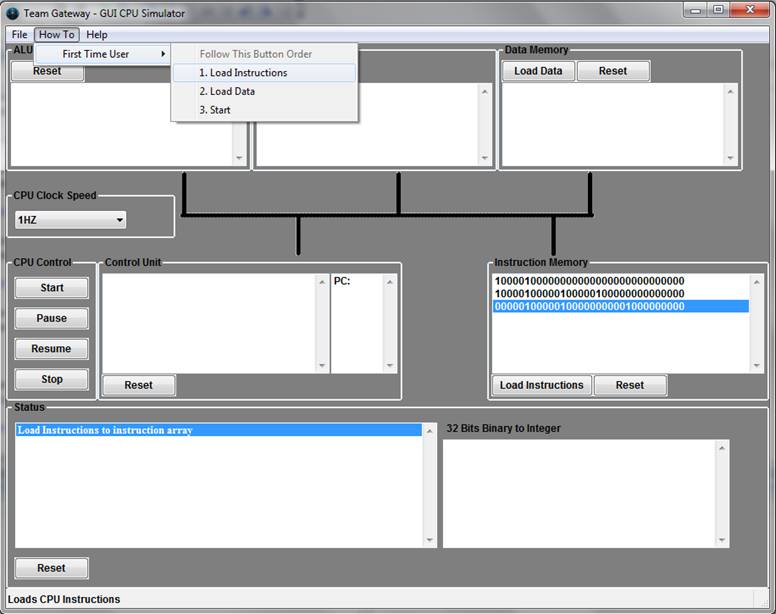 Team Gateway - GUI CPU Simulator
File How To Help
First Time User
Follow This Button Order
1. Load Instructions
2. Load Data
3. Start
ALU
Reset
Data Memory
Load Data Reset
CPU Clock Speed
1HZ
CPU Control
Start
Pause
Resume
Stop
Control Unit
PC:
Reset
Instruction Memory
10000100000000000000000000000000
10000100000100000100000000000000
00000100000100000000001000000000
Load Instructions Reset
Status
Load Instructions to instruction array
32 Bits Binary to Integer
Reset
Loads CPU Instructions